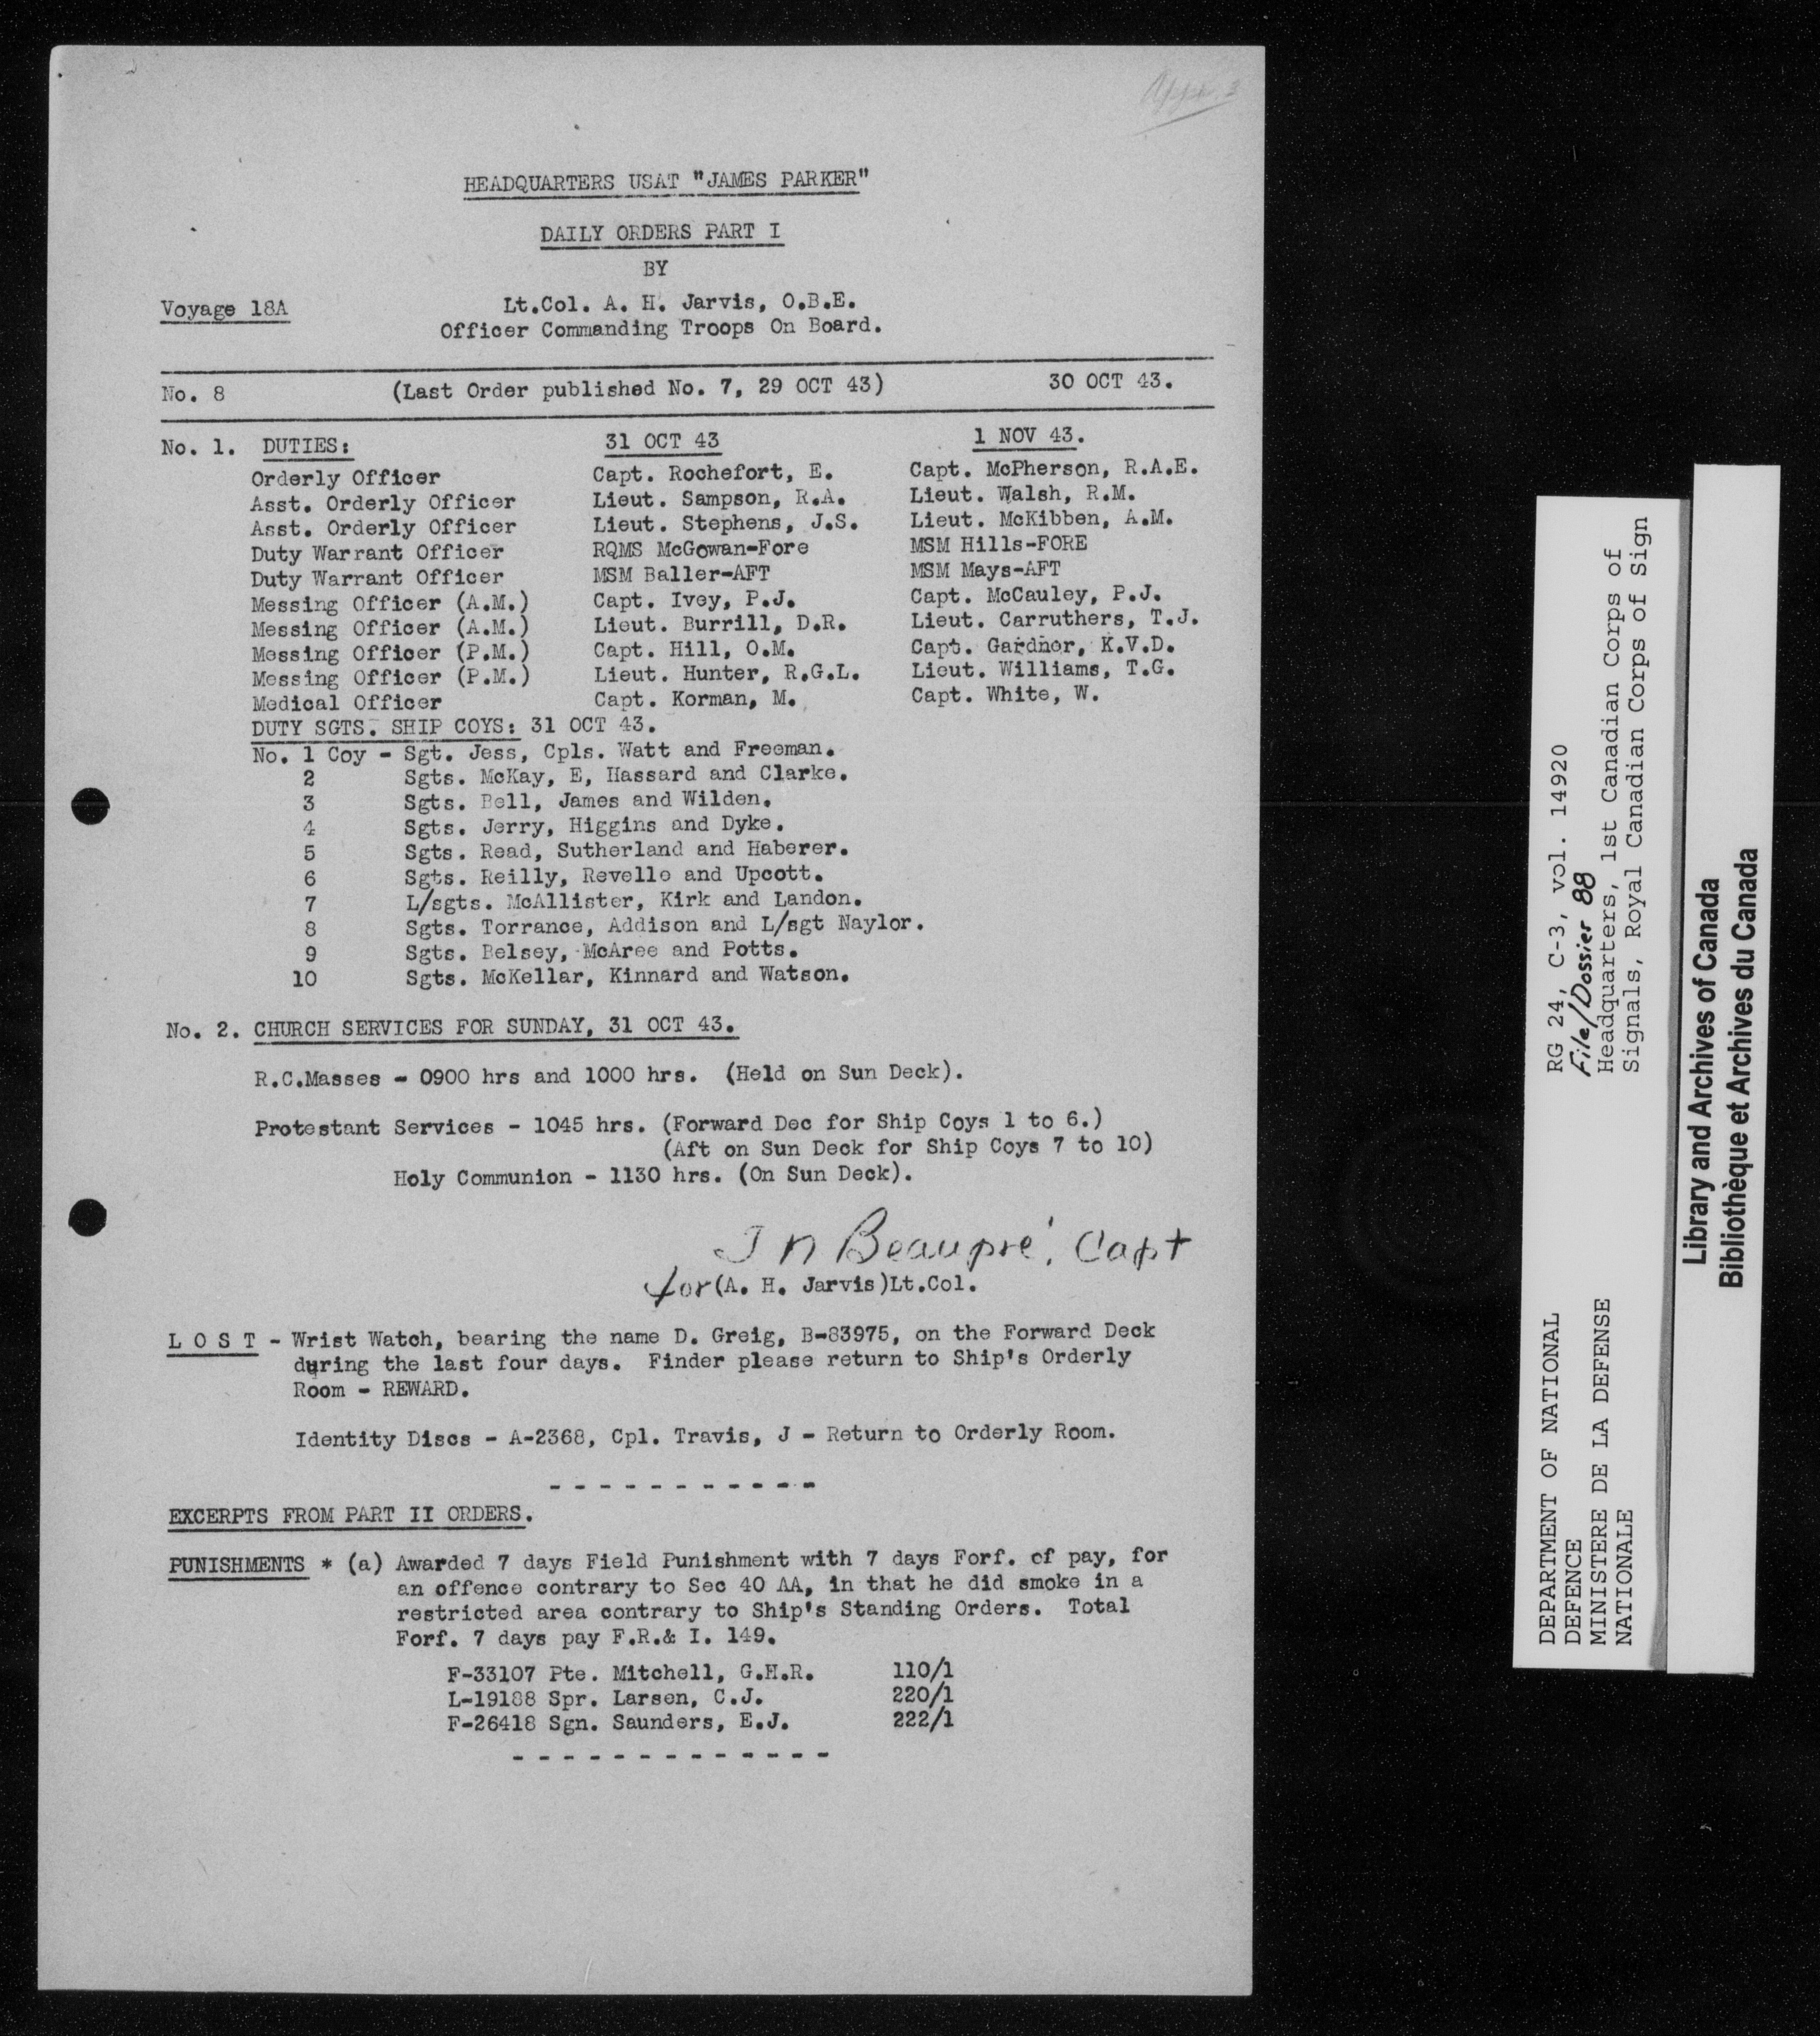 HEADQUARTERS USAT "JAMES PARKER"
DAILY ORDERS PART I
BY
Voyage 18A
Lt.Col. A. H. Jarvis, O.B.E.
Officer Commanding Troops On Board.
No. 8 (Last Order published No. 7, 29 OCT 43) 30 OCT 43.
No. 1. DUTIES: 31 OCT 43 1 NOV 43.
Orderly Officer Capt. Rochefort, E. Capt. McPherson, R.A.E.
Asst. Orderly Officer Lieut. Sampson, R.A. Lieut. Walsh, R.M.
Asst. Orderly Officer Lieut. Stephens, J.S. Lieut. McKibben, A.M.
Duty Warrant Officer RQMS McGowan-Fore MSM Hills-FORE
Duty Warrant Officer MSM Baller-AFT MSM Mays-AFT
Messing Officer (A.M.) Capt. Ivey, P.J. Capt. McCauley, P.J.
Messing Officer (A.M.) Lieut. Burrill, D.R. Lieut. Carruthers, T.J.
Messing Officer (P.M.) Capt. Hill, O.M. Capt. Gardner, K.V.D.
Messing Officer (P.M.) Lieut. Hunter, R.G.L. Lieut. Williams, T.G.
Medical Officer Capt. Korman, M. Capt. White, W.
DUTY SGTS. SHIP COYS: 31 OCT 43.
No. 1 Coy - Sgt. Jess, Cpls. Watt and Freeman.
2 Sgts. McKay, E, Hassard and Clarke.
3 Sgts. Bell, James and Wilden.
4 Sgts. Jerry, Higgins and Dyke.
5 Sgts. Read, Sutherland and Haberer.
6 Sgts. Reilly, Revelle and Upcott.
7 L/sgts. McAllister, Kirk and Landon.
8 Sgts. Torrance, Addison and L/sgt Naylor.
9 Sgts. Belsey, McAree and Potts.
10 Sgts. McKellar, Kinnard and Watson.
No. 2. CHURCH SERVICES FOR SUNDAY, 31 OCT 43.
R.C.Masses - 0900 hrs and 1000 hrs. (Held on Sun Deck).
Protestant Services - 1045 hrs. (Forward Dec for Ship Coys 1 to 6.)
(Aft on Sun Deck for Ship Coys 7 to 10)
Holy Communion - 1130 hrs. (On Sun Deck).
J N Beaupré, Capt
for (A. H. Jarvis)Lt.Col.
L O S T - Wrist Watch, bearing the name D. Greig, B-83975, on the Forward Deck
during the last four days. Finder please return to Ship's Orderly
Room - REWARD.
Identity Discs - A-2368, Cpl. Travis, J - Return to Orderly Room.
- - - - - - - - - - -
EXCERPTS FROM PART II ORDERS.
PUNISHMENTS * (a) Awarded 7 days Field Punishment with 7 days Forf. of pay, for
an offence contrary to Sec 40 AA, in that he did smoke in a
restricted area contrary to Ship's Standing Orders. Total
Forf. 7 days pay F.R.& I. 149.
F-33107 Pte. Mitchell, G.H.R. 110/1
L-19188 Spr. Larsen, C.J. 220/1
F-26418 Sgn. Saunders, E.J. 222/1
- - - - - - - - - - - - -
DEPARTMENT OF NATIONAL
DEFENCE
MINISTERE DE LA DEFENSE
NATIONALE
RG 24, C-3, vol. 14920
File/Dossier 88
Headquarters, 1st Canadian Corps of
Signals, Royal Canadian Corps of Sign
Library and Archives of Canada
Bibliothèque et Archives du Canada